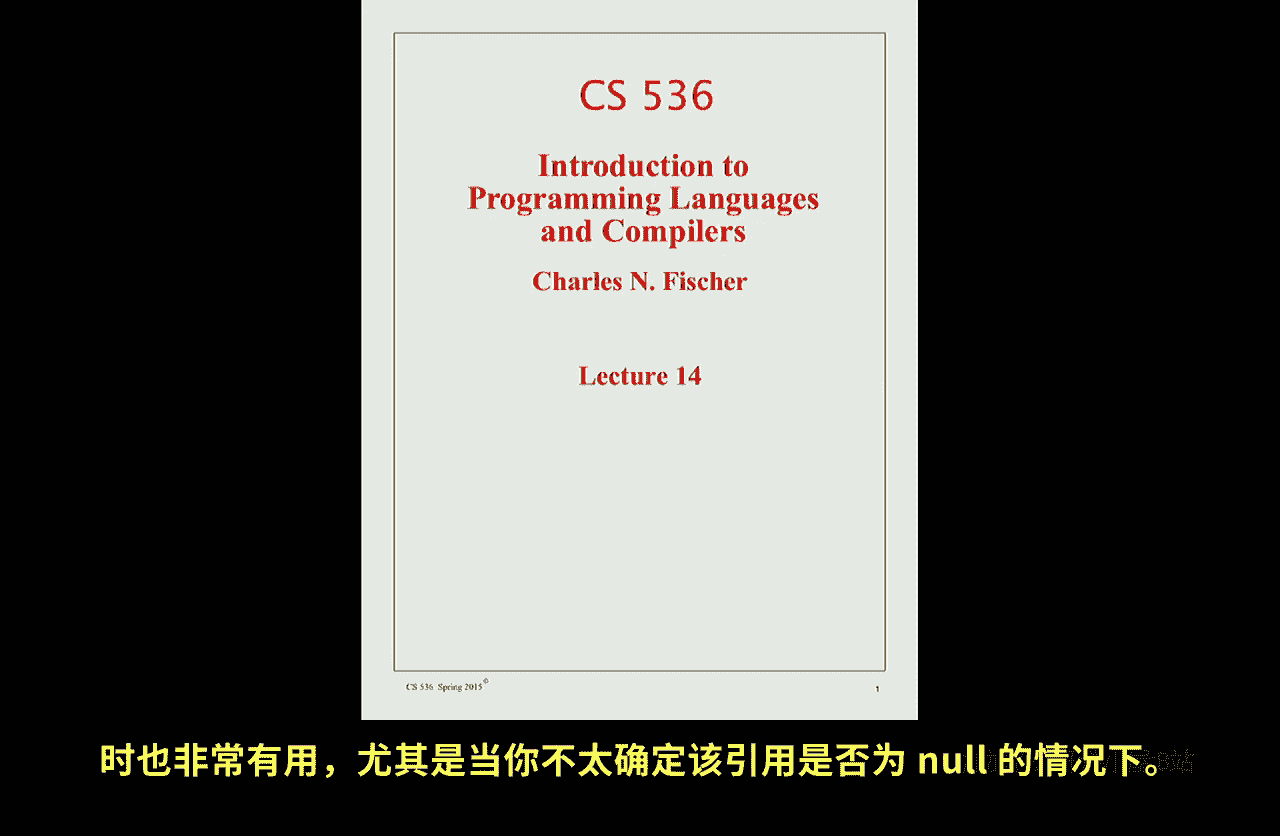 CS 536
Introduction to
Programming Languages
and Compilers
Charles N. Fischer
Lecture 14
CS 536 Spring 2015©
1
时也非常有用，尤其是当你不太确定该引用是否为 null 的情况下。